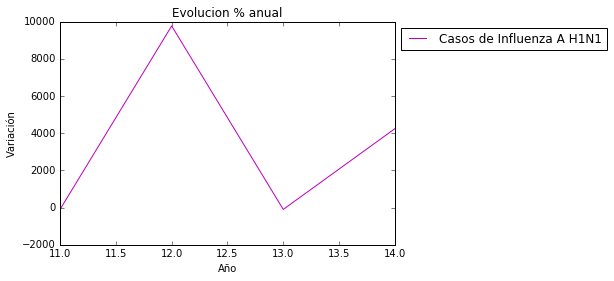 Evolucion % anual
Casos de Influenza A H1N1
10000
8000
6000
4000
2000
0
−2000
Variación
11.0 11.5 12.0 12.5 13.0 13.5 14.0
Año